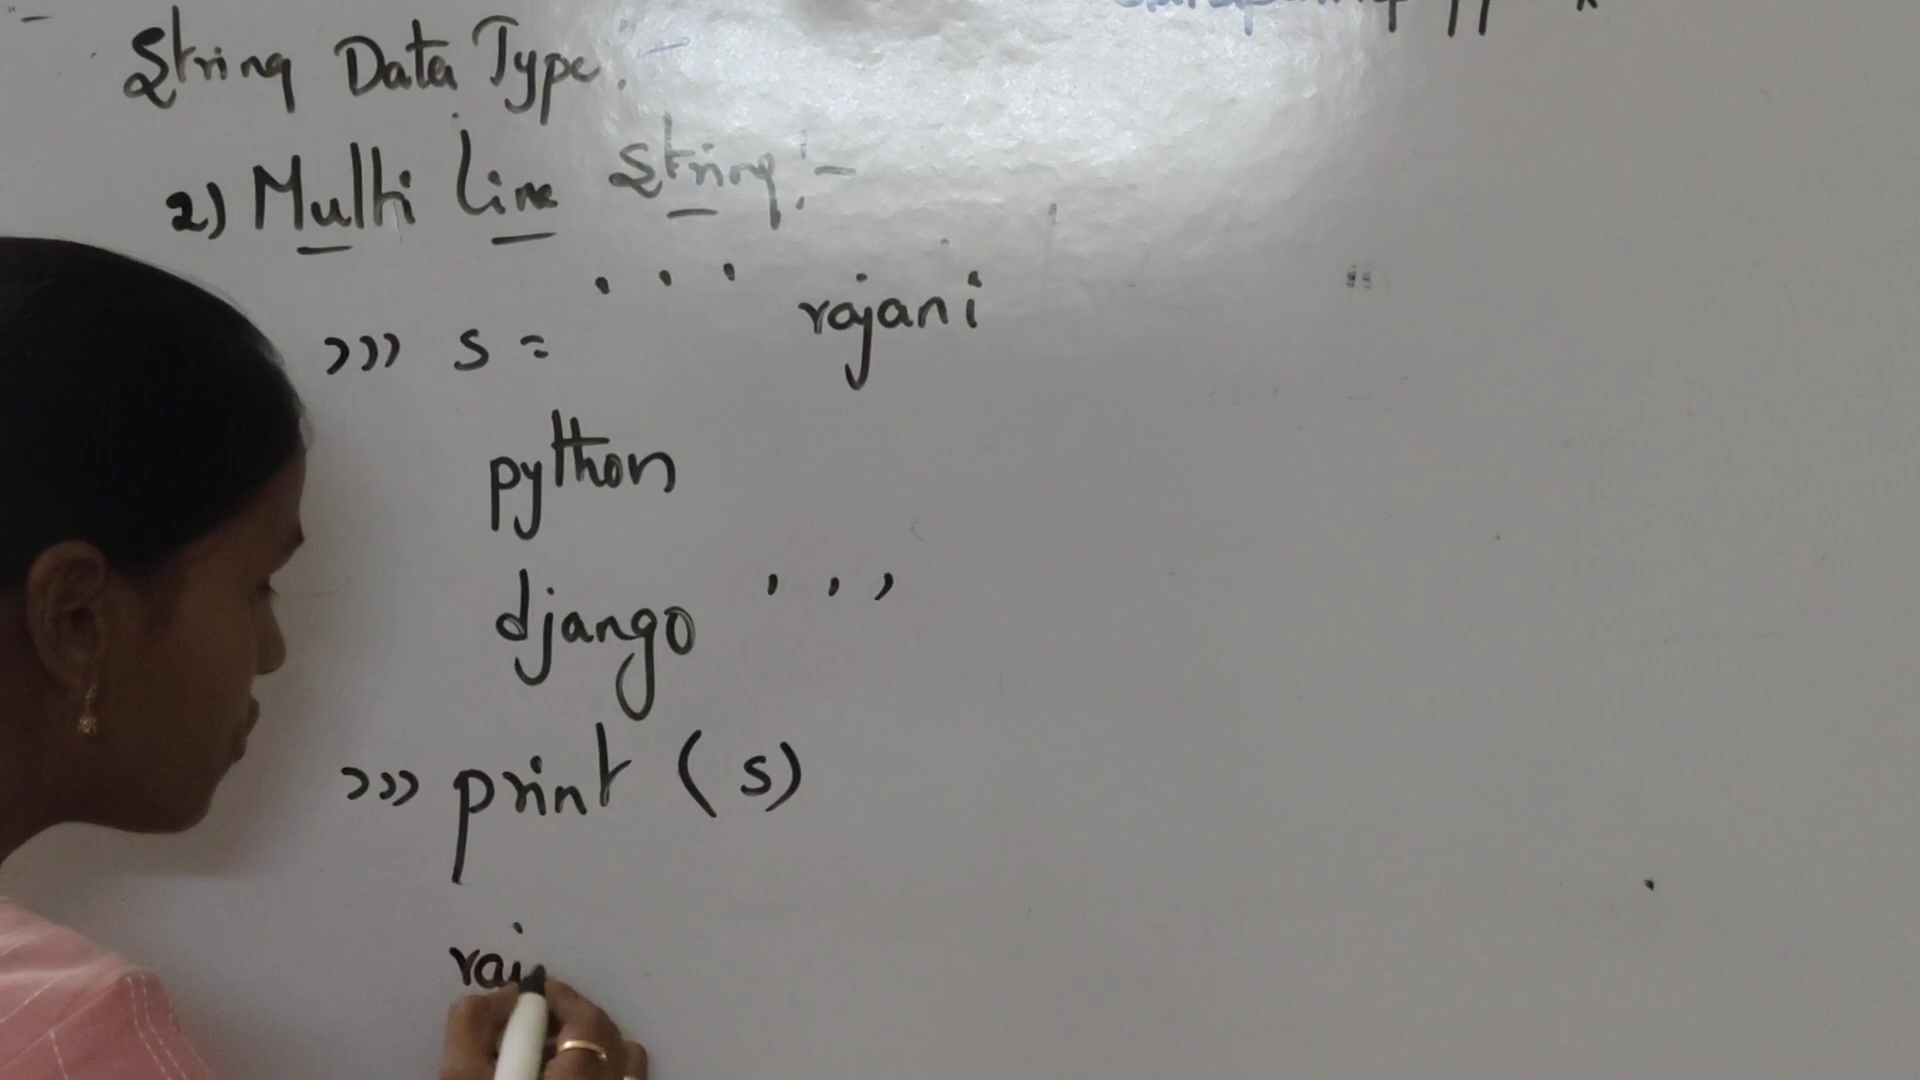 String Data Type:-
2) Multi Line String:-
>>> s = ''' rajani
python
django '''
>>> print (s)
raj